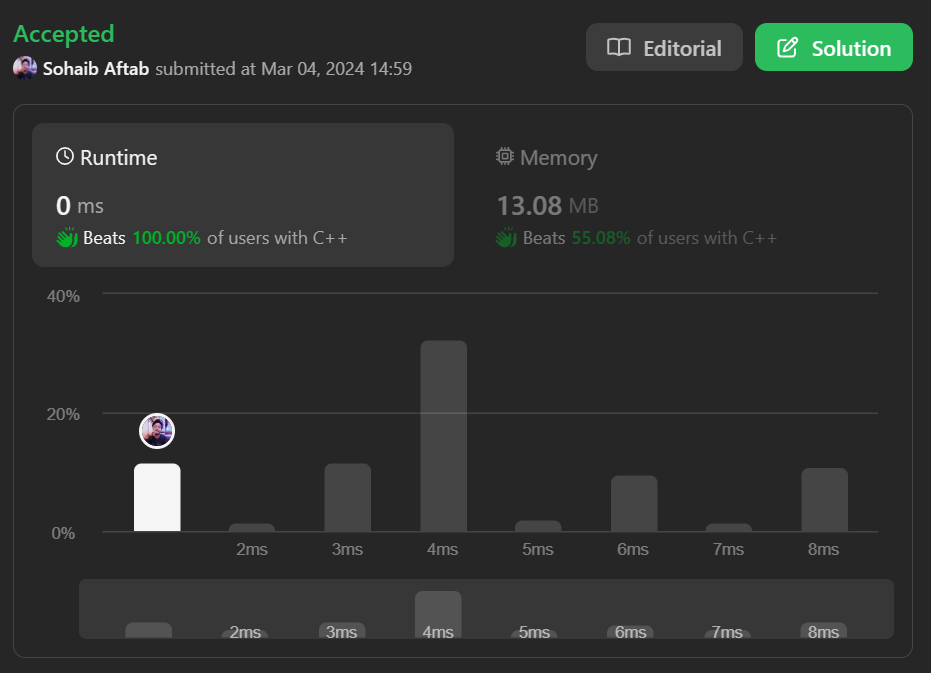 Accepted
Sohaib Aftab submitted at Mar 04, 2024 14:59
Editorial
Solution
Runtime
0 ms
Beats 100.00% of users with C++
Memory
13.08 MB
Beats 55.08% of users with C++
40%
20%
0%
2ms 3ms 4ms 5ms 6ms 7ms 8ms
2ms 3ms 4ms 5ms 6ms 7ms 8ms